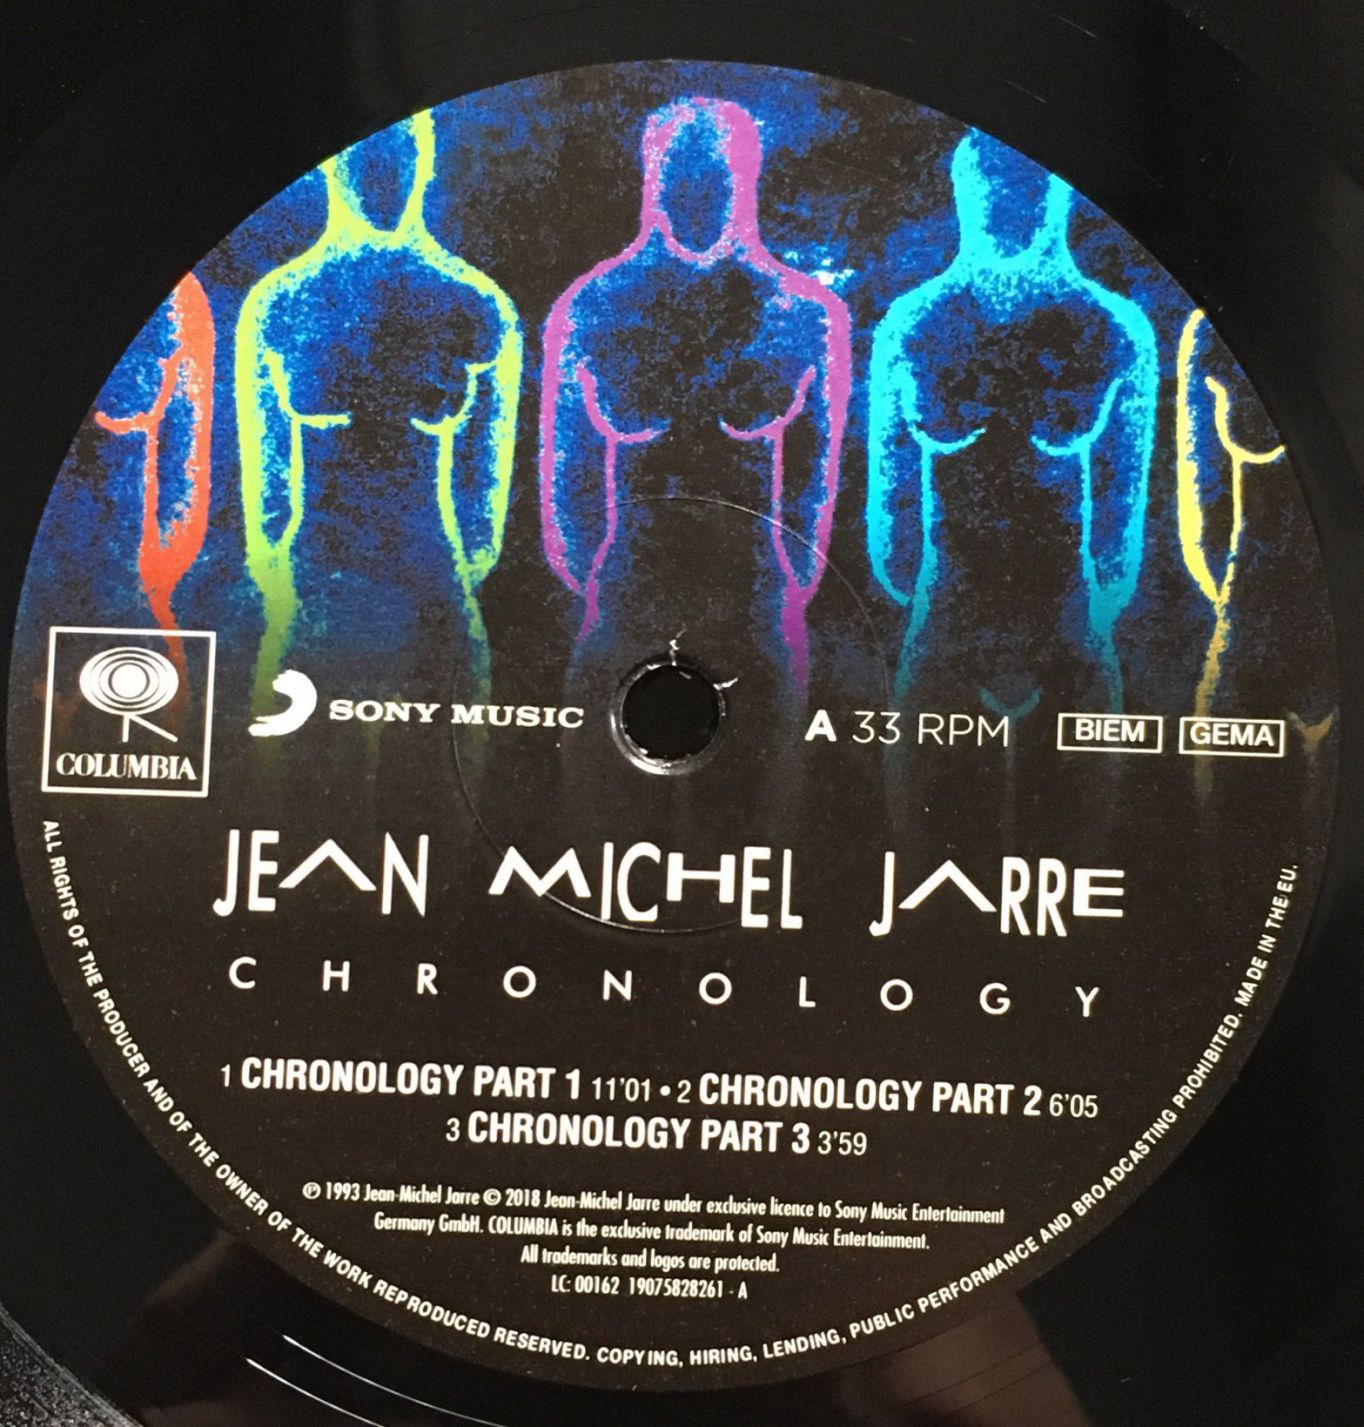 COLUMBIA
SONY MUSIC
A 33 RPM
BIEM
GEMA
JEAN MICHEL JARRE
CHRONOLOGY
1 CHRONOLOGY PART 1 11'01 • 2 CHRONOLOGY PART 2 6'05
3 CHRONOLOGY PART 3 3'59
℗ 1993 Jean-Michel Jarre © 2018 Jean-Michel Jarre under exclusive licence to Sony Music Entertainment
Germany GmbH. COLUMBIA is the exclusive trademark of Sony Music Entertainment.
All trademarks and logos are protected.
LC: 00162 19075828261 - A
ALL RIGHTS OF THE PRODUCER AND OF THE OWNER OF THE WORK REPRODUCED RESERVED. COPYING, HIRING, LENDING, PUBLIC PERFORMANCE AND BROADCASTING PROHIBITED. MADE IN THE EU.